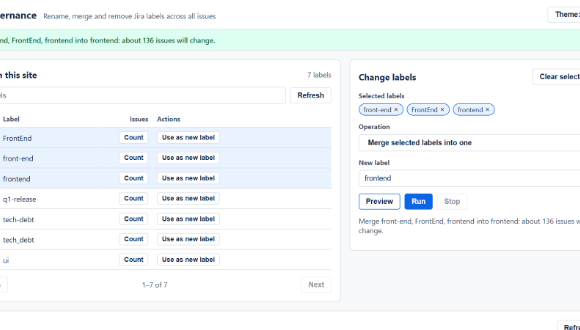 ernance Rename, merge and remove Jira labels across all issues
Theme:
nd, FrontEnd, frontend into frontend: about 136 issues will change.
n this site 7 labels
els Refresh
Label Issues Actions
FrontEnd Count Use as new label
front-end Count Use as new label
frontend Count Use as new label
q1-release Count Use as new label
tech-debt Count Use as new label
tech_debt Count Use as new label
ui Count Use as new label
1–7 of 7 Next
Change labels Clear select
Selected labels
front-end × FrontEnd × frontend ×
Operation
Merge selected labels into one
New label
frontend
Preview Run Stop
Merge front-end, FrontEnd, frontend into frontend: about 136 issues w
change.
Refre